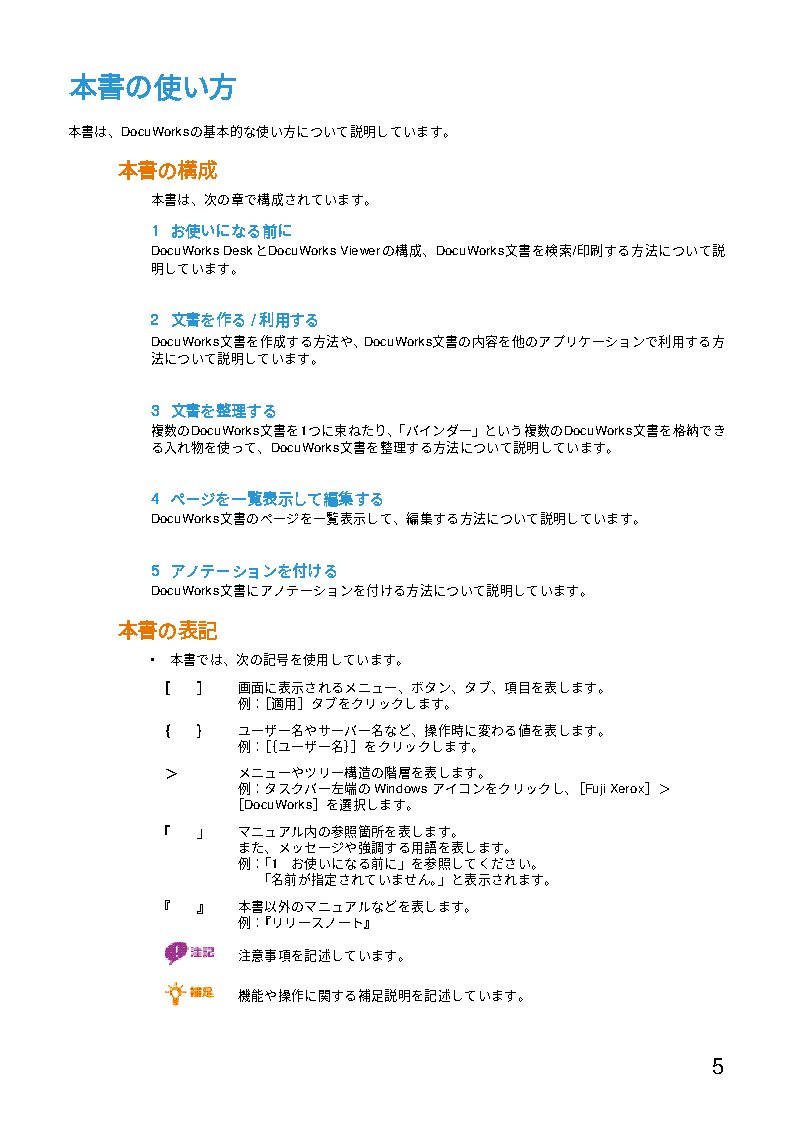 本書の使い方
本書は、DocuWorksの基本的な使い方について説明しています。
本書の構成
本書は、次の章で構成されています。
1 お使いになる前に
DocuWorks DeskとDocuWorks Viewerの構成、DocuWorks文書を検索/印刷する方法について説
明しています。
2 文書を作る / 利用する
DocuWorks文書を作成する方法や、DocuWorks文書の内容を他のアプリケーションで利用する方
法について説明しています。
3 文書を整理する
複数のDocuWorks文書を1つに束ねたり、「バインダー」という複数のDocuWorks文書を格納でき
る入れ物を使って、DocuWorks文書を整理する方法について説明しています。
4 ページを一覧表示して編集する
DocuWorks文書のページを一覧表示して、編集する方法について説明しています。
5 アノテーションを付ける
DocuWorks文書にアノテーションを付ける方法について説明しています。
本書の表記
• 本書では、次の記号を使用しています。
[ ] 画面に表示されるメニュー、ボタン、タブ、項目を表します。
例：［適用］タブをクリックします。
{ } ユーザー名やサーバー名など、操作時に変わる値を表します。
例：［{ユーザー名}］をクリックします。
＞ メニューやツリー構造の階層を表します。
例：タスクバー左端の Windows アイコンをクリックし、［Fuji Xerox］＞
［DocuWorks］を選択します。
「 」 マニュアル内の参照箇所を表します。
また、メッセージや強調する用語を表します。
例：「1 お使いになる前に」を参照してください。
「名前が指定されていません。」と表示されます。
『 』 本書以外のマニュアルなどを表します。
例：『リリースノート』
注記 注意事項を記述しています。
補足 機能や操作に関する補足説明を記述しています。
5